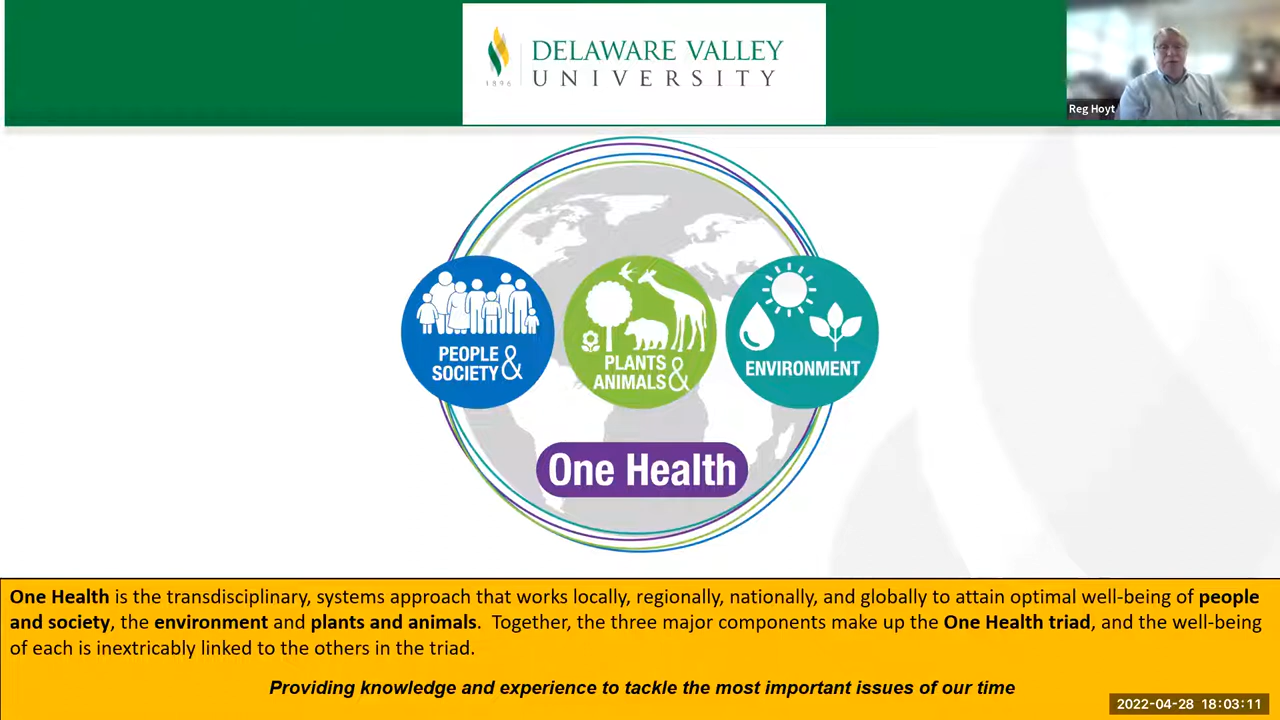 DELAWARE VALLEY
UNIVERSITY
1896
Reg Hoyt
PEOPLE &
SOCIETY
PLANTS &
ANIMALS
ENVIRONMENT
One Health
One Health is the transdisciplinary, systems approach that works locally, regionally, nationally, and globally to attain optimal well-being of people
and society, the environment and plants and animals.  Together, the three major components make up the One Health triad, and the well-being
of each is inextricably linked to the others in the triad.
Providing knowledge and experience to tackle the most important issues of our time
2022-04-28 18:03:11